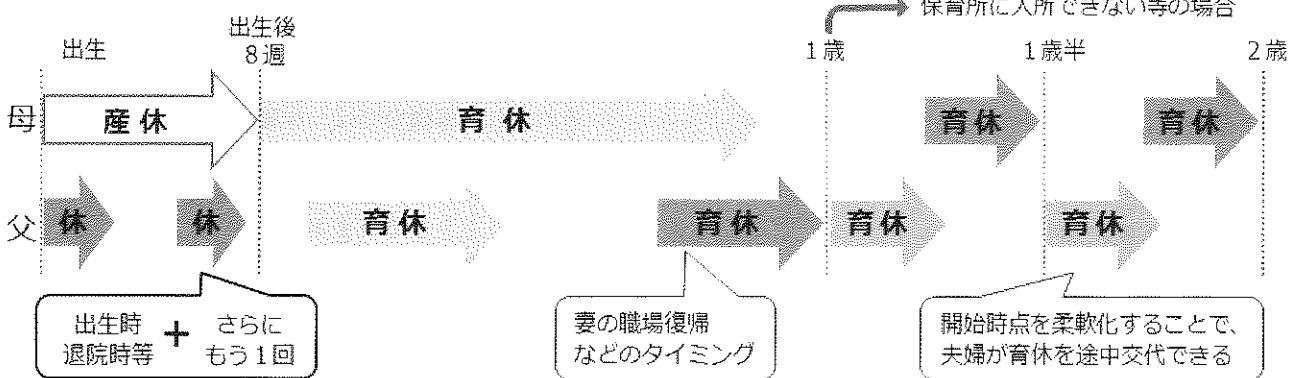 保育所に入所できない等の場合
出生
出生後
8週
1歳
1歳半
2歳
母
産休
育休
育休
育休
父
休
休
育休
育休
育休
育休
出生時
退院時等
+
さらに
もう1回
妻の職場復帰
などのタイミング
開始時点を柔軟化することで、
夫婦が育休を途中交代できる